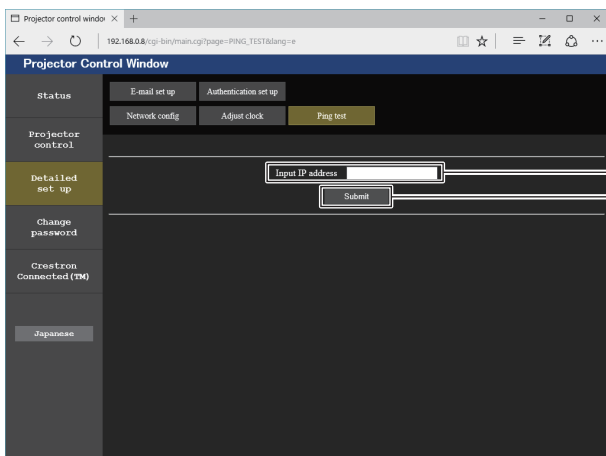 Projector control windov
192.168.0.8/cgi-bin/main.cgi?page=PING_TEST&lang=e
Projector Control Window
Status
E-mail set up
Authentication set up
Network config
Adjust clock
Ping test
Projector
control
Input IP address
Detailed
set up
Submit
Change
password
Crestron
Connected(TM)
Japanese